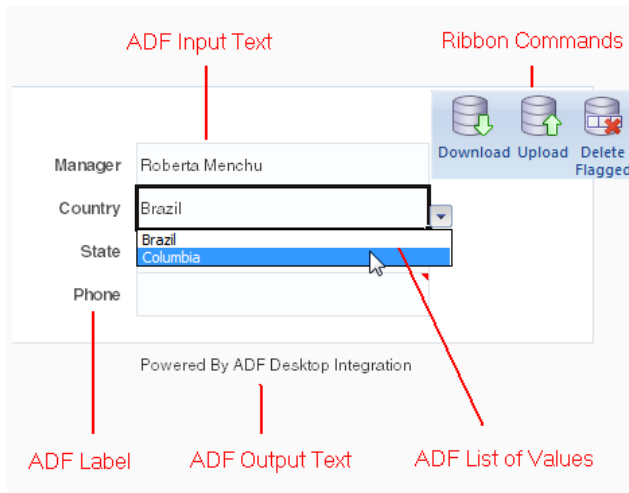 ADF Input Text
Ribbon Commands
Download Upload Delete Flagged
Manager Roberta Menchu
Country Brazil
Brazil
State
Columbia
Phone
Powered By ADF Desktop Integration
ADF Label
ADF Output Text
ADF List of Values